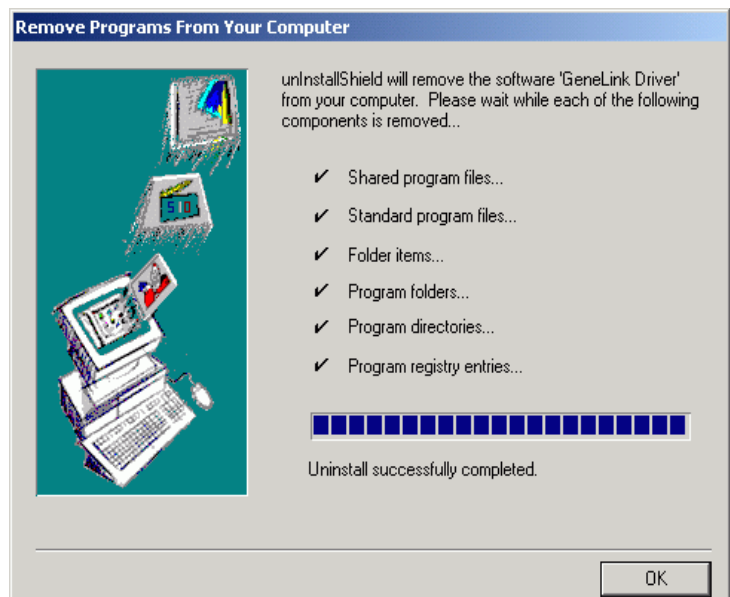 Remove Programs From Your Computer
unInstallShield will remove the software 'GeneLink Driver'
from your computer. Please wait while each of the following
components is removed...
✔ Shared program files...
✔ Standard program files...
✔ Folder items...
✔ Program folders...
✔ Program directories...
✔ Program registry entries...
Uninstall successfully completed.
OK